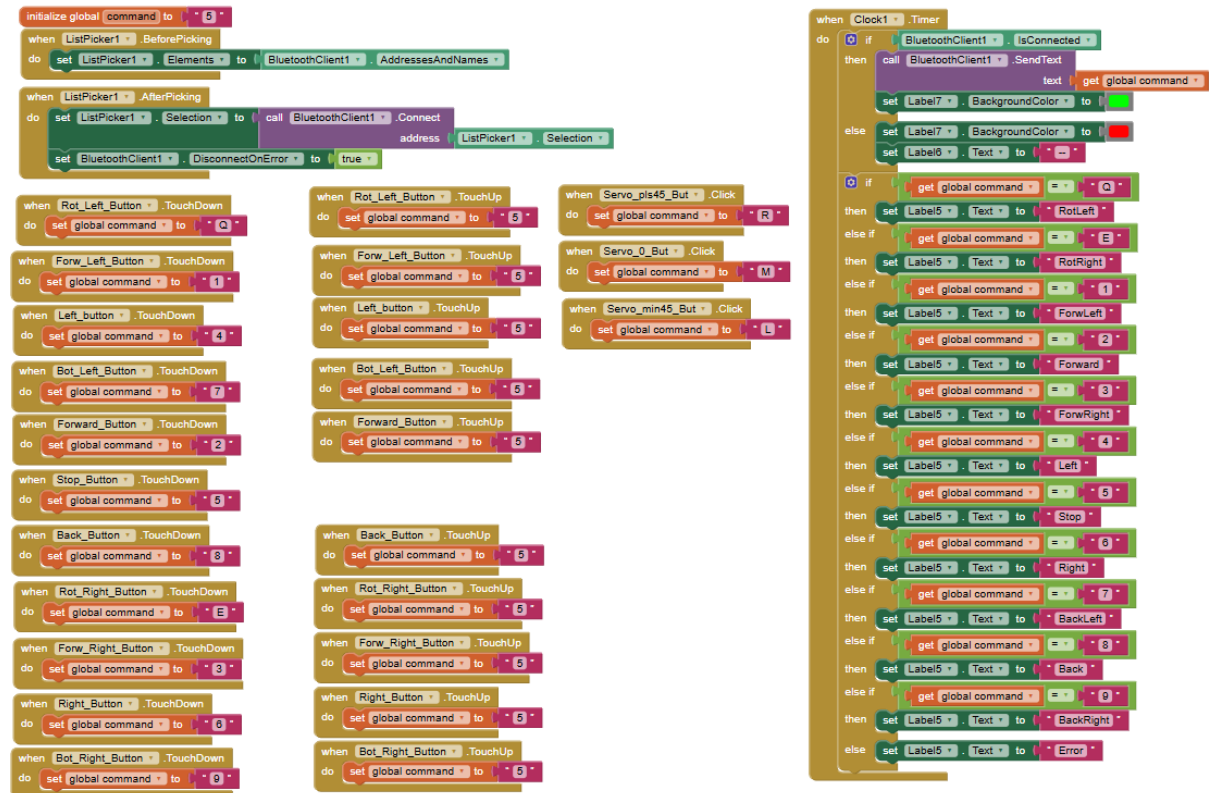 initialize global command to " 5 "
when ListPicker1 .BeforePicking
do set ListPicker1 . Elements to BluetoothClient1 . AddressesAndNames
when ListPicker1 .AfterPicking
do set ListPicker1 . Selection to call BluetoothClient1 .Connect
address ListPicker1 . Selection
set BluetoothClient1 . DisconnectOnError to true
when Rot_Left_Button .TouchDown
do set global command to " Q "
when Forw_Left_Button .TouchDown
do set global command to " 1 "
when Left_button .TouchDown
do set global command to " 4 "
when Bot_Left_Button .TouchDown
do set global command to " 7 "
when Forward_Button .TouchDown
do set global command to " 2 "
when Stop_Button .TouchDown
do set global command to " 5 "
when Back_Button .TouchDown
do set global command to " 8 "
when Rot_Right_Button .TouchDown
do set global command to " E "
when Forw_Right_Button .TouchDown
do set global command to " 3 "
when Right_Button .TouchDown
do set global command to " 6 "
when Bot_Right_Button .TouchDown
do set global command to " 9 "
when Rot_Left_Button .TouchUp
do set global command to " 5 "
when Forw_Left_Button .TouchUp
do set global command to " 5 "
when Left_button .TouchUp
do set global command to " 5 "
when Bot_Left_Button .TouchUp
do set global command to " 5 "
when Forward_Button .TouchUp
do set global command to " 5 "
when Back_Button .TouchUp
do set global command to " 5 "
when Rot_Right_Button .TouchUp
do set global command to " 5 "
when Forw_Right_Button .TouchUp
do set global command to " 5 "
when Right_Button .TouchUp
do set global command to " 5 "
when Bot_Right_Button .TouchUp
do set global command to " 5 "
when Servo_pls45_But .Click
do set global command to " R "
when Servo_0_But .Click
do set global command to " M "
when Servo_min45_But .Click
do set global command to " L "
when Clock1 .Timer
do if BluetoothClient1 . IsConnected
then call BluetoothClient1 .SendText
text get global command
set Label7 . BackgroundColor to
else set Label7 . BackgroundColor to
set Label6 . Text to " -- "
if get global command = " Q "
then set Label5 . Text to " RotLeft "
else if get global command = " E "
then set Label5 . Text to " RotRight "
else if get global command = " 1 "
then set Label5 . Text to " ForwLeft "
else if get global command = " 2 "
then set Label5 . Text to " Forward "
else if get global command = " 3 "
then set Label5 . Text to " ForwRight "
else if get global command = " 4 "
then set Label5 . Text to " Left "
else if get global command = " 5 "
then set Label5 . Text to " Stop "
else if get global command = " 6 "
then set Label5 . Text to " Right "
else if get global command = " 7 "
then set Label5 . Text to " BackLeft "
else if get global command = " 8 "
then set Label5 . Text to " Back "
else if get global command = " 9 "
then set Label5 . Text to " BackRight "
else set Label5 . Text to " Error "